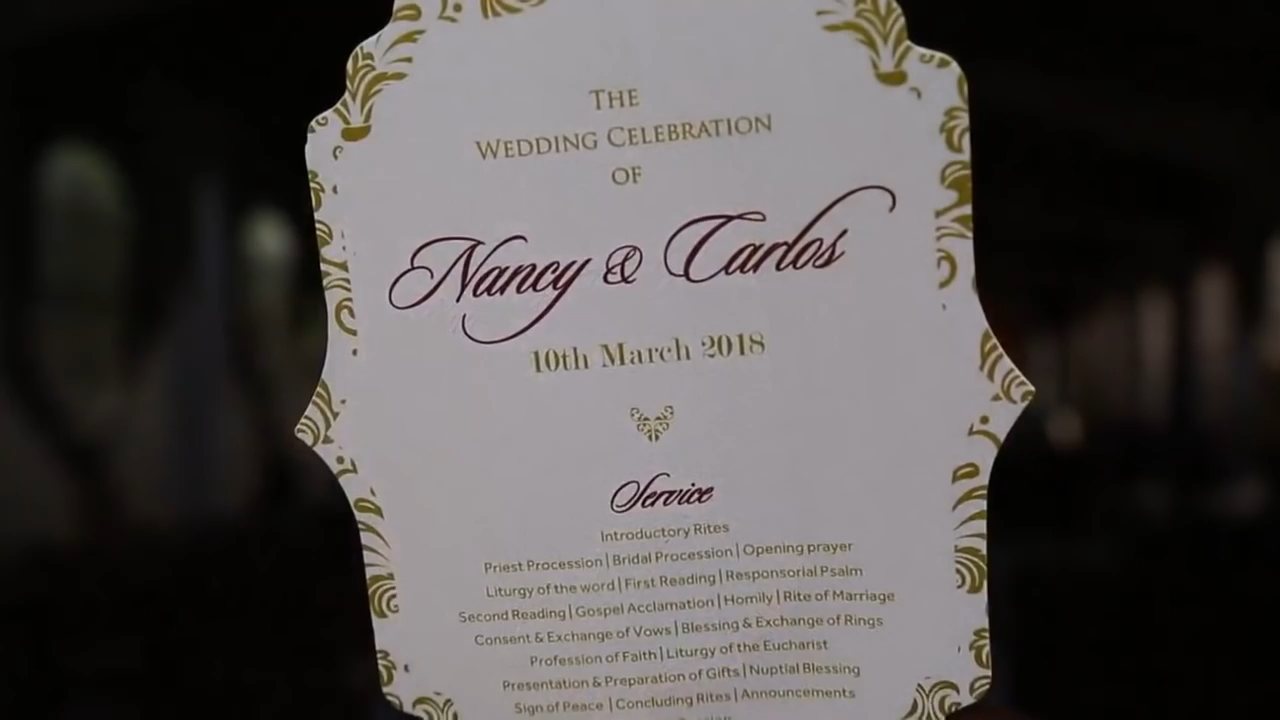 THE
WEDDING CELEBRATION
OF
Nancy & Carlos
10th March 2018
Service
Introductory Rites
Priest Procession | Bridal Procession | Opening prayer
Liturgy of the word | First Reading | Responsorial Psalm
Second Reading | Gospel Acclamation | Homily | Rite of Marriage
Consent & Exchange of Vows | Blessing & Exchange of Rings
Profession of Faith | Liturgy of the Eucharist
Presentation & Preparation of Gifts | Nuptial Blessing
Sign of Peace | Concluding Rites | Announcements